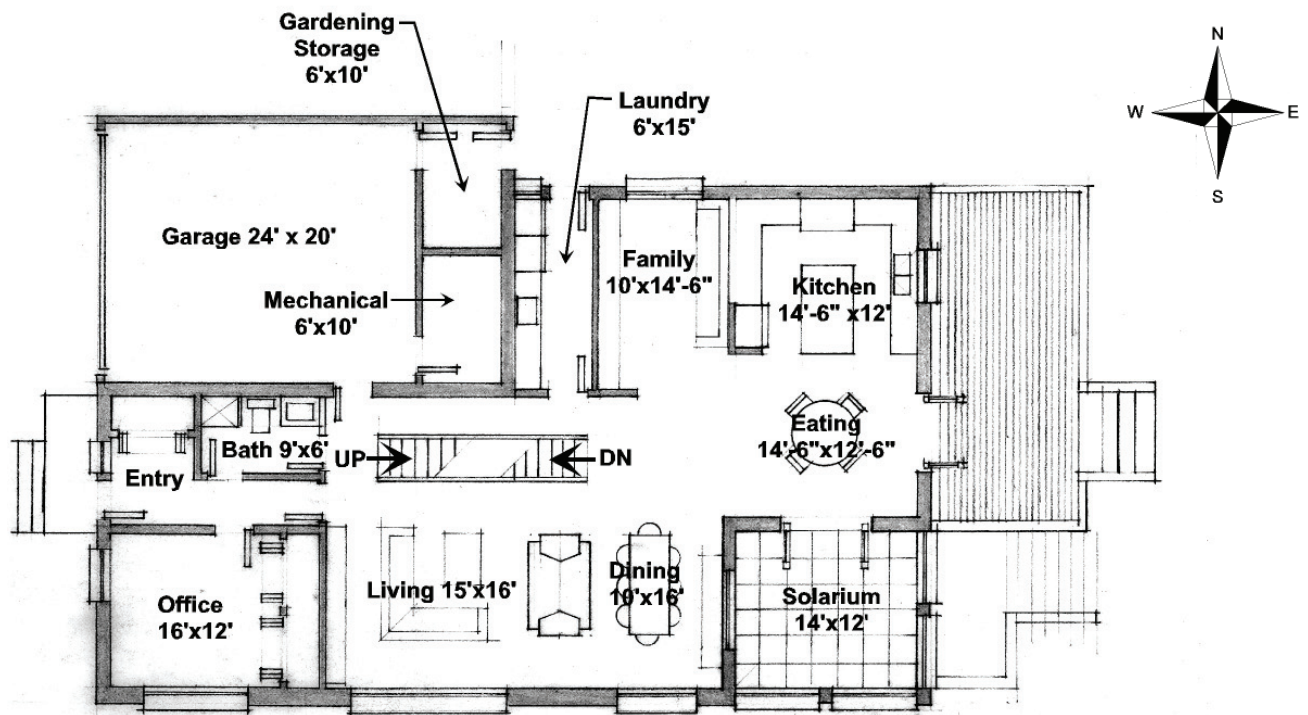 Gardening
Storage
6'x10'
Laundry
6'x15'
N
W
E
S
Garage 24' x 20'
Mechanical
6'x10'
Family
10'x14'-6"
Kitchen
14'-6" x12'
Bath 9'x6'
UP
DN
Eating
14'-6"x12'-6"
Entry
Office
16'x12'
Living 15'x16'
Dining
10'x16'
Solarium
14'x12'